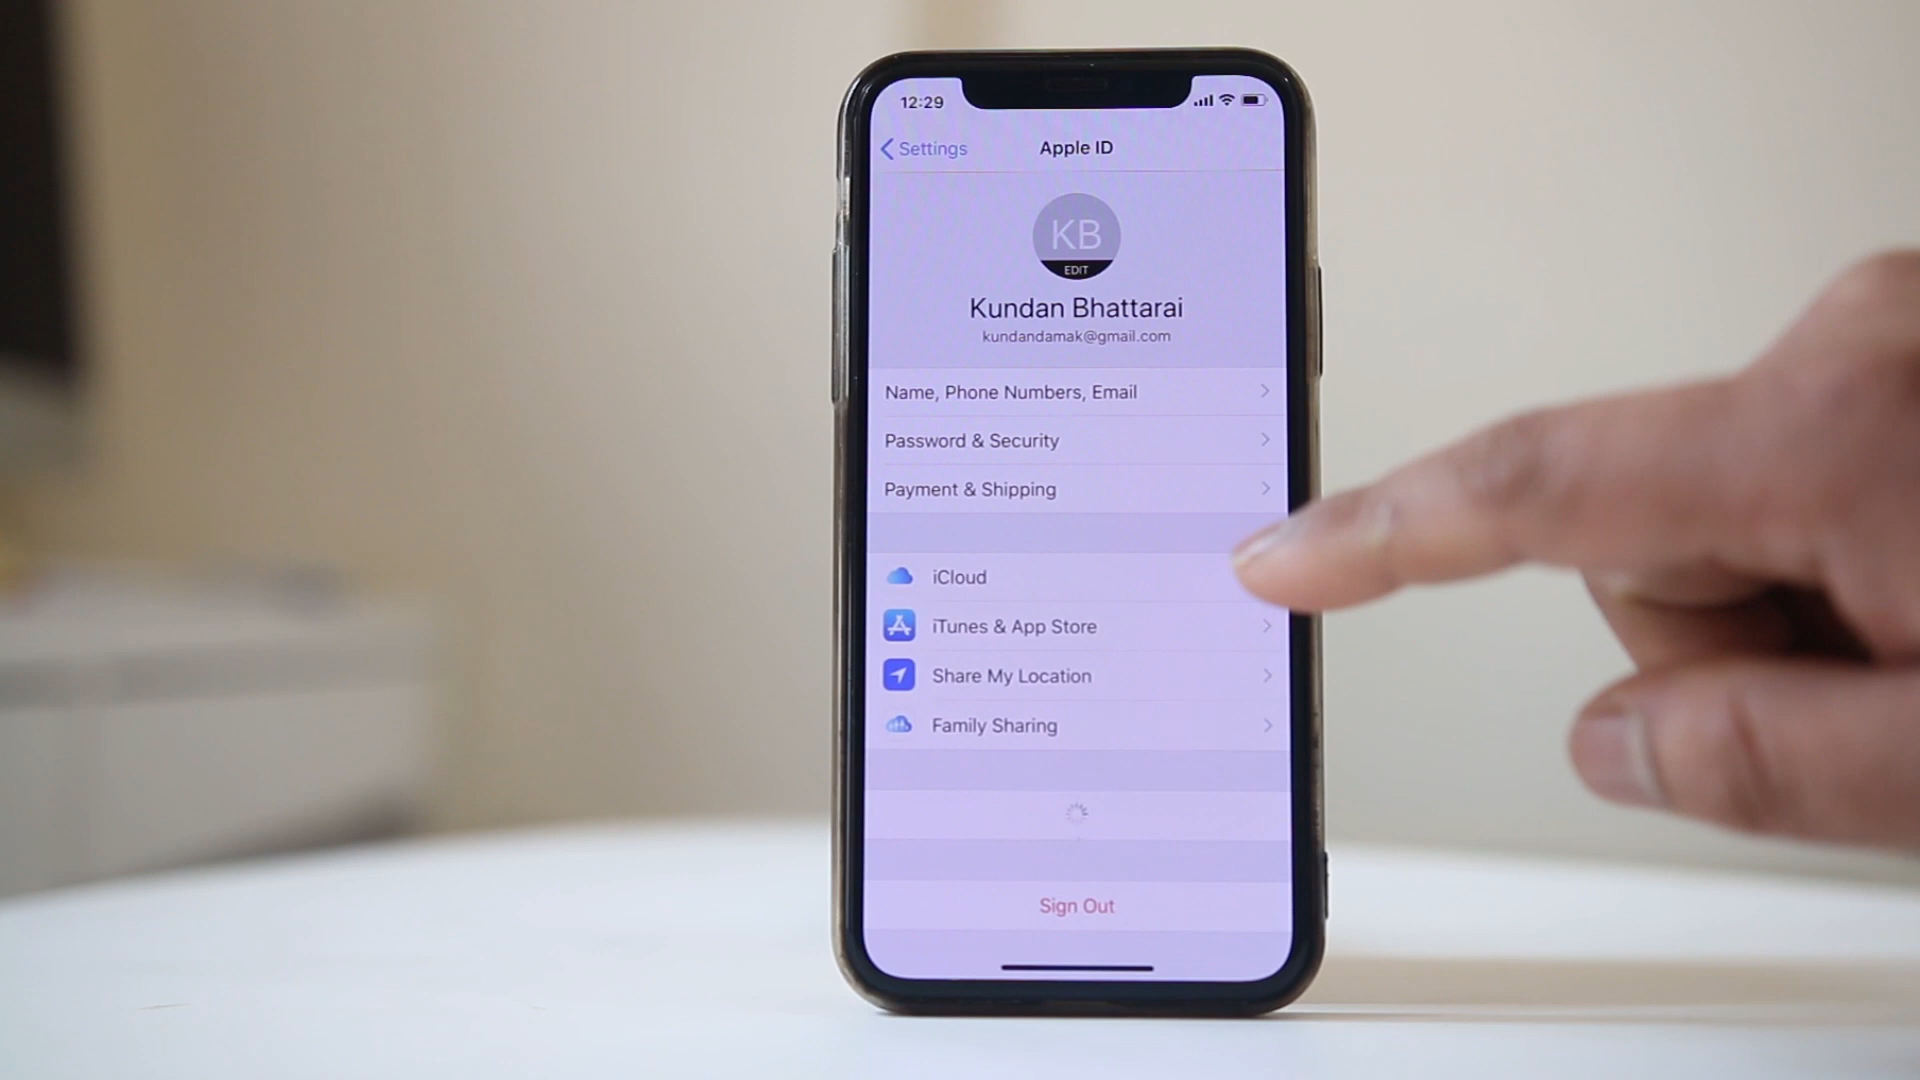 12:29
Settings
Apple ID
KB
EDIT
Kundan Bhattarai
kundandamak@gmail.com
Name, Phone Numbers, Email
Password & Security
Payment & Shipping
iCloud
iTunes & App Store
Share My Location
Family Sharing
Sign Out